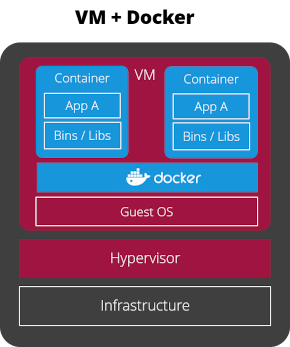 VM + Docker
Container
VM
Container
App A
App A
Bins / Libs
Bins / Libs
docker
Guest OS
Hypervisor
Infrastructure